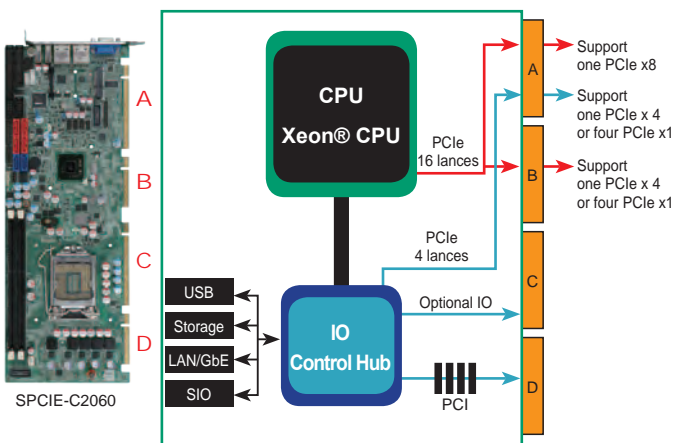 A
B
C
D
SPCIE-C2060
CPU
Xeon® CPU
PCIe
16 lances
PCIe
4 lances
Optional IO
IO
Control Hub
PCI
USB
Storage
LAN/GbE
SIO
A
B
C
D
Support
one PCIe x8
Support
one PCIe x 4
or four PCIe x1
Support
one PCIe x 4
or four PCIe x1